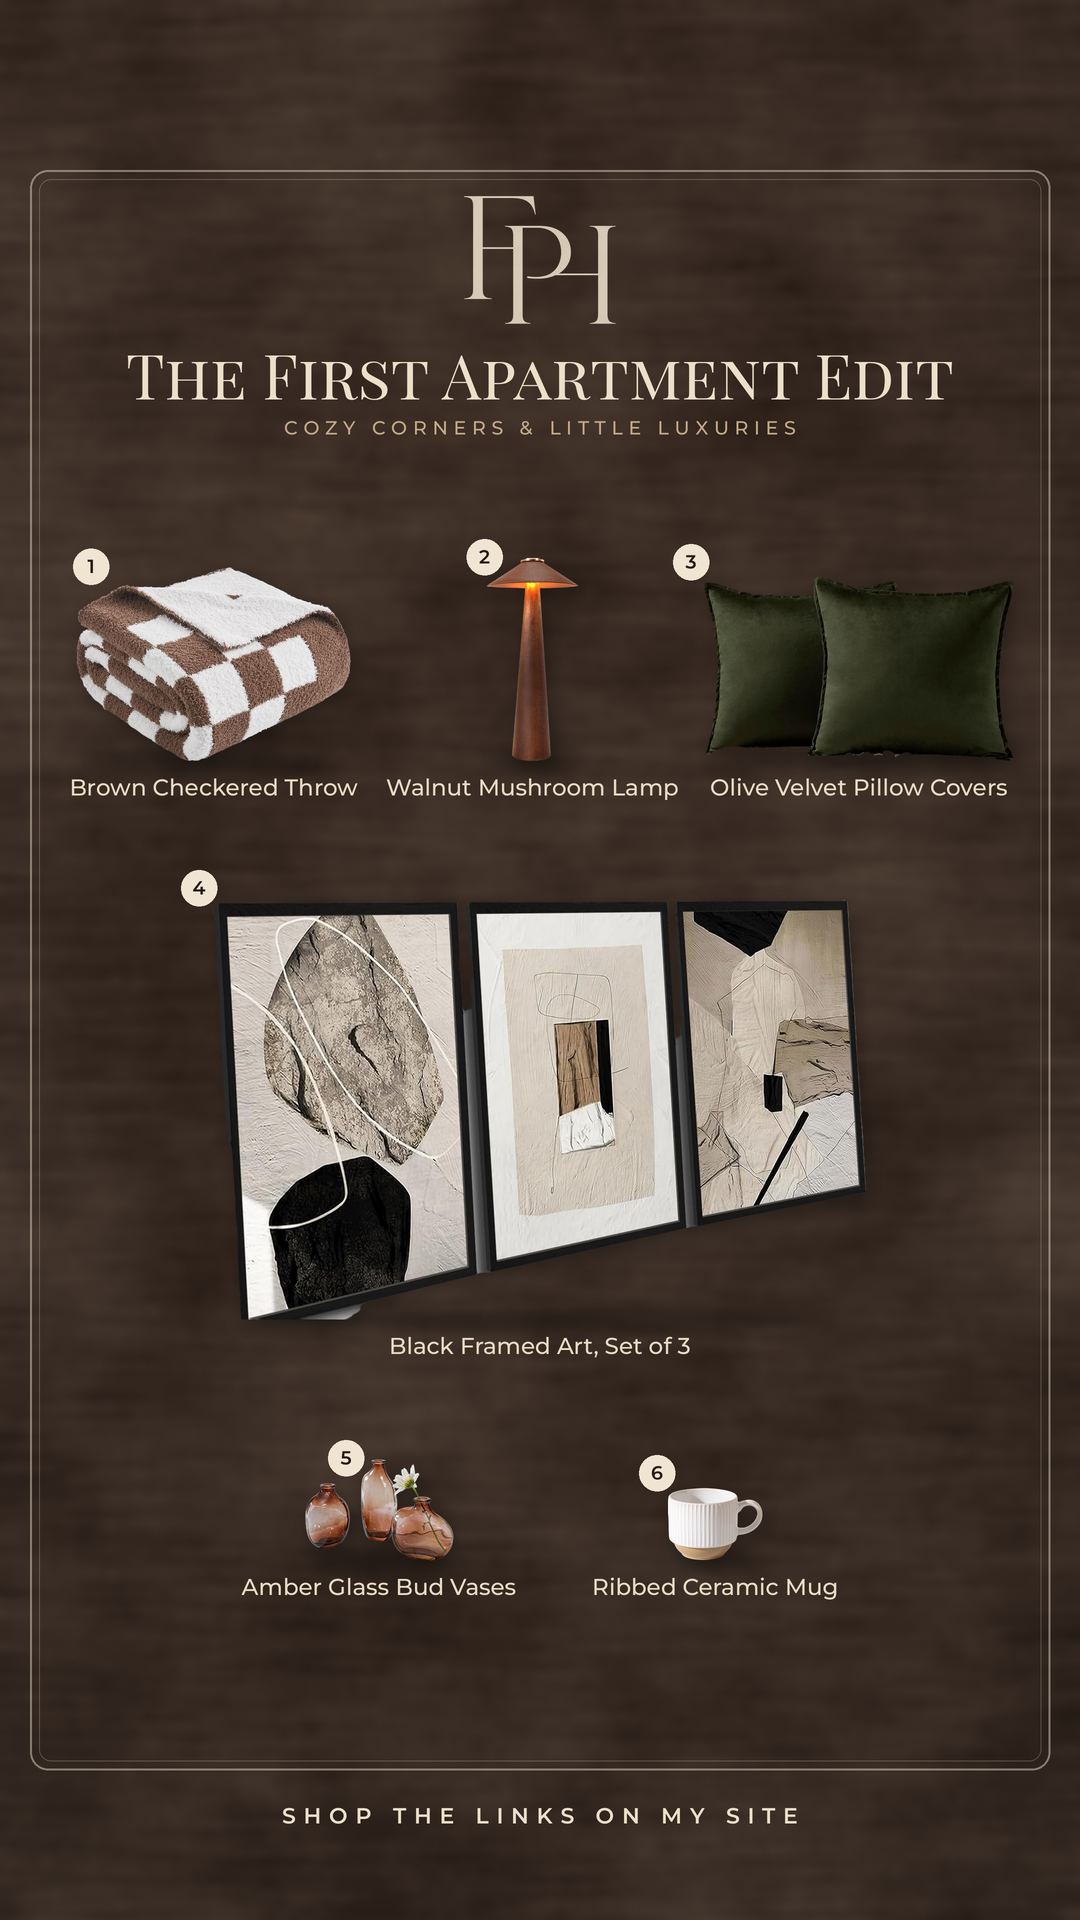 FPH
THE FIRST APARTMENT EDIT
COZY CORNERS & LITTLE LUXURIES
1
2
3
Brown Checkered Throw
Walnut Mushroom Lamp
Olive Velvet Pillow Covers
4
Black Framed Art, Set of 3
5
6
Amber Glass Bud Vases
Ribbed Ceramic Mug
SHOP THE LINKS ON MY SITE